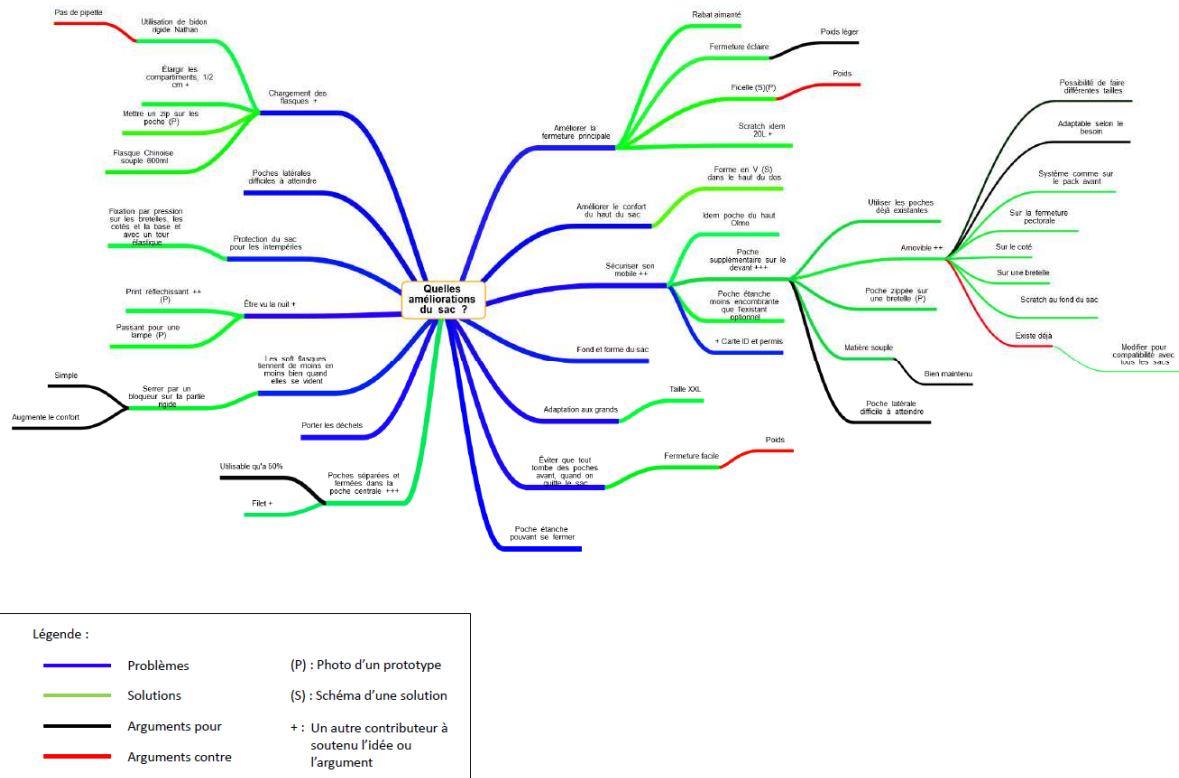 Pas de pipette
Utilisation de bidon
rigide Nathan
Élargir les
compartiments, 1/2
cm +
Mettre un zip sur les
poche (P)
Flasque Chinoise
souple 600ml
Chargement des
flasques +
Poches latérales
difficiles à atteindre
Fixation par pression
sur les bretelles, les
cotés et la base et
avec un tour
élastique
Protection du sac
pour les intempéries
Print réflechissant ++
(P)
Passant pour une
lampe (P)
Être vu la nuit +
Simple
Augmente le confort
Serrer par un
bloqueur sur la partie
rigide
Les soft flasques
tiennent de moins en
moins bien quand
elles se vident
Porter les déchets
Utilisable qu'à 50%
Filet +
Poches séparées et
fermées dans la
poche centrale +++
Quelles
améliorations
du sac ?
Améliorer la
fermeture principale
Rabat aimanté
Fermeture éclaire
Poids léger
Ficelle (S)(P)
Poids
Scratch idem
20L +
Améliorer le confort
du haut du sac
Forme en V (S)
dans le haut du dos
Sécuriser son
mobile ++
Idem poche du haut
Olmo
Poche
supplémentaire sur le
devant +++
Poche étanche
moins encombrante
que l'existant
optionnel
+ Carte ID et permis
Utiliser les poches
déjà existantes
Amovible ++
Possibilité de faire
différentes tailles
Adaptable selon le
besoin
Système comme sur
le pack avant
Sur la fermeture
pectorale
Sur le coté
Sur une bretelle
Scratch au fond du sac
Existe déjà
Modifier pour
compatibilité avec
tous les sacs
Poche zippée sur
une bretelle (P)
Matière souple
Bien maintenu
Poche latérale
difficile à atteindre
Fond et forme du sac
Adaptation aux grands
Taille XXL
Éviter que tout
tombe des poches
avant, quand on
quitte le sac
Fermeture facile
Poids
Poche étanche
pouvant se fermer
Légende :
Problèmes
Solutions
Arguments pour
Arguments contre
(P) : Photo d'un prototype
(S) : Schéma d'une solution
+ : Un autre contributeur à
soutenu l'idée ou
l'argument